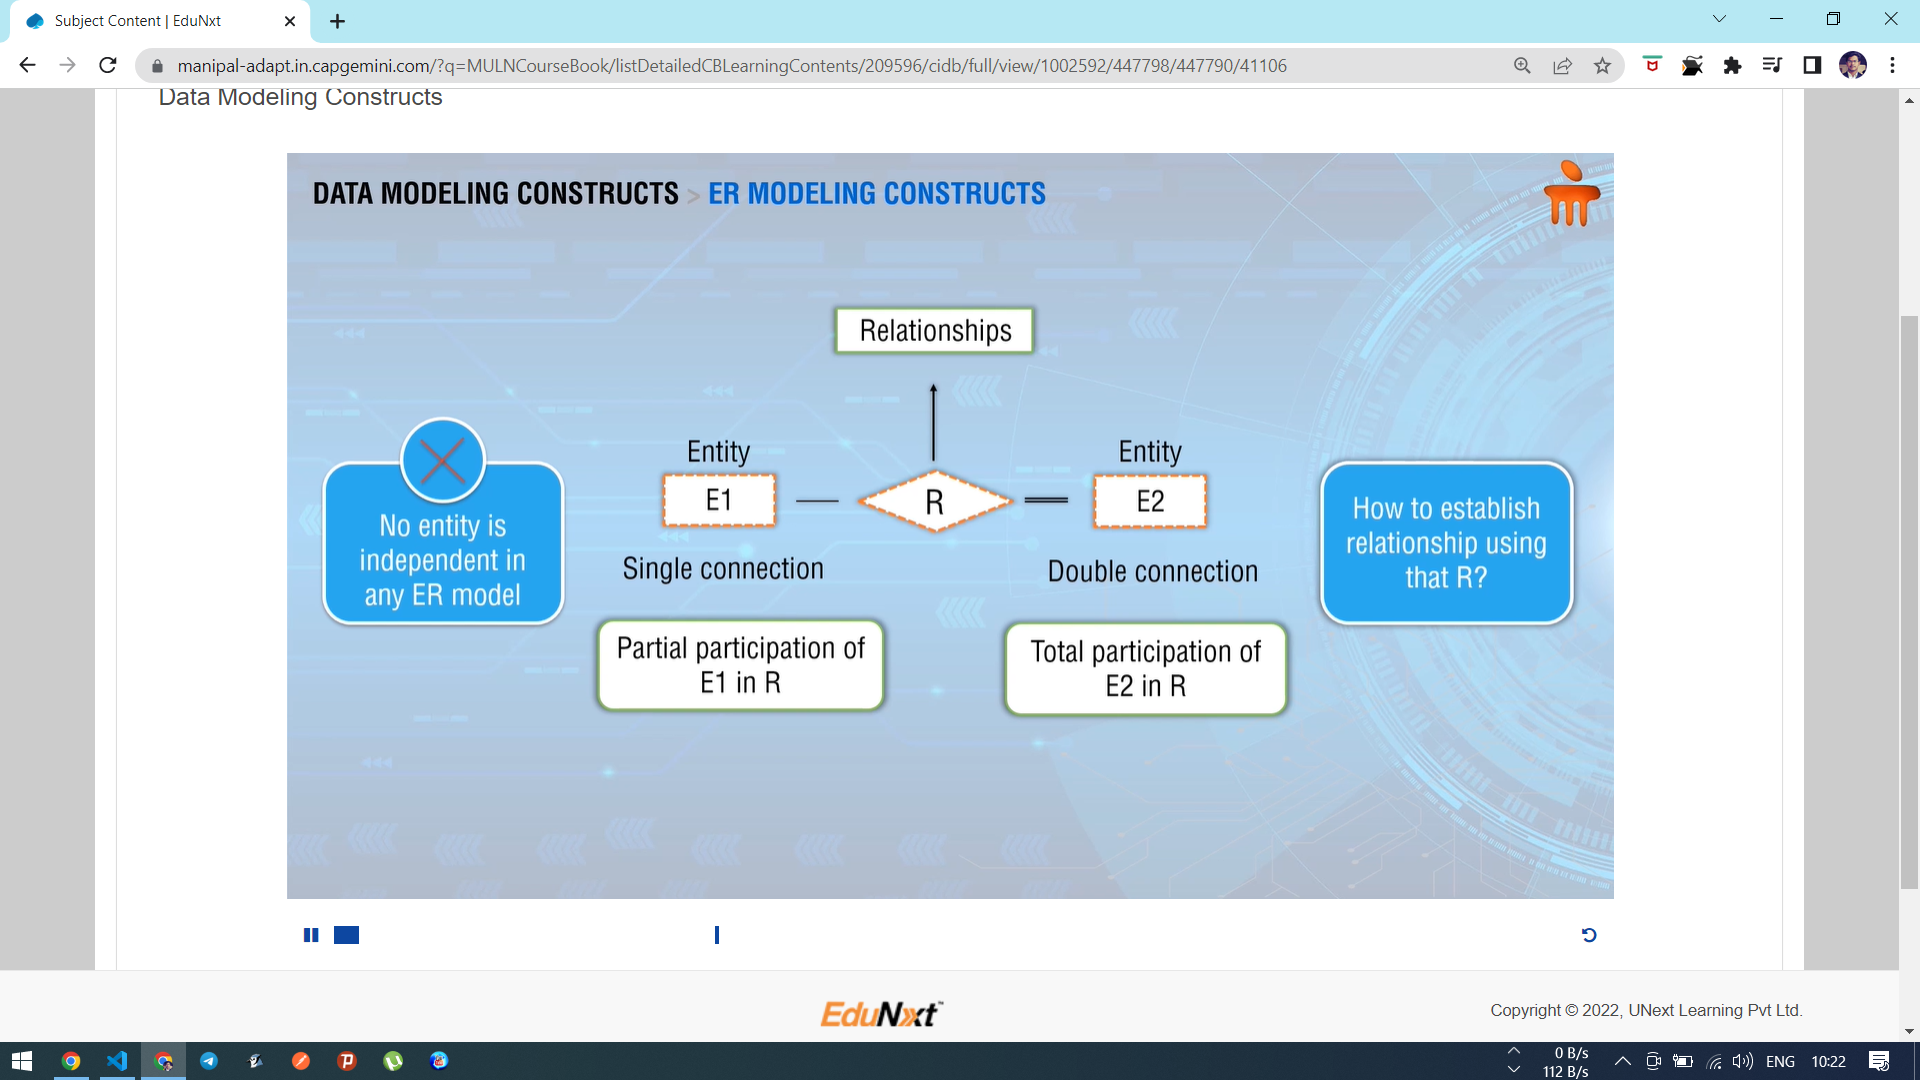 Subject Content | EduNxt
manipal-adapt.in.capgemini.com/?q=MULNCourseBook/listDetailedCBLearningContents/209596/cidb/full/view/1002592/447798/447790/41106
Data Modeling Constructs
DATA MODELING CONSTRUCTS > ER MODELING CONSTRUCTS
Relationships
Entity
Entity
E1
R
E2
Single connection
Double connection
No entity is
independent in
any ER model
Partial participation of
E1 in R
Total participation of
E2 in R
How to establish
relationship using
that R?
EduNxt™
Copyright © 2022, UNext Learning Pvt Ltd.
0 B/s
112 B/s
ENG
10:22